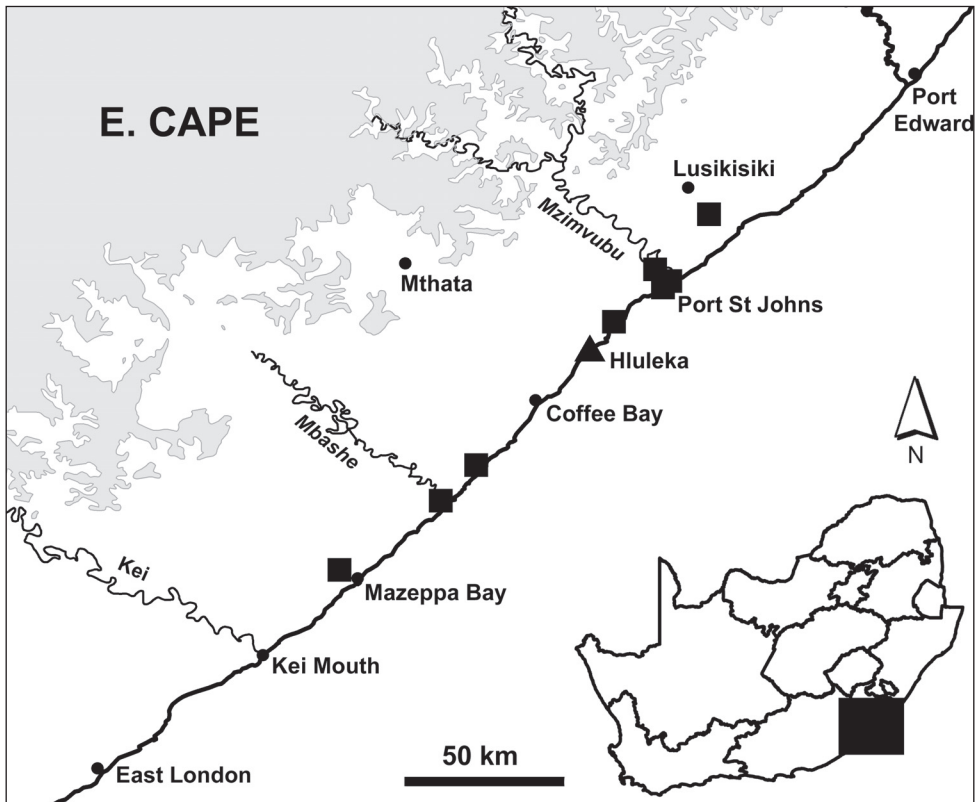 E. CAPE
Port
Edward
Lusikisiki
Mzimvubu
Mthata
Port St Johns
Hluleka
Coffee Bay
Mbashe
N
Kei
Mazeppa Bay
Kei Mouth
50 km
East London